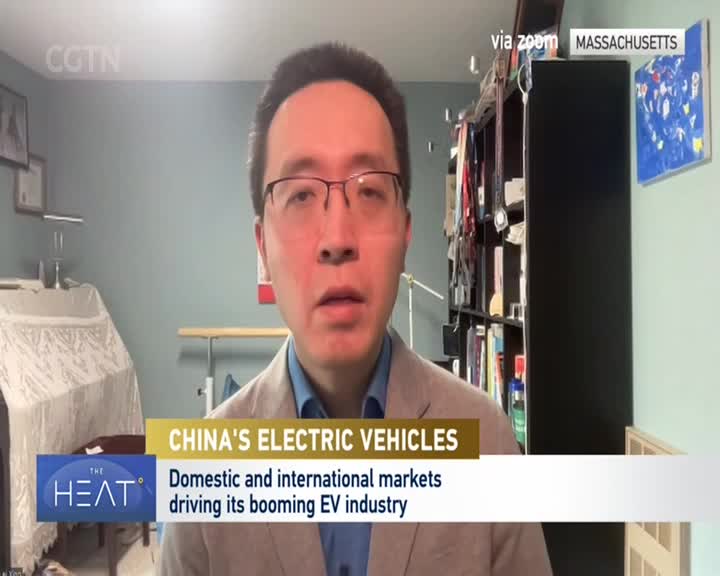 CGTN
via zoom
MASSACHUSETTS
CHINA'S ELECTRIC VEHICLES
THE
HEAT°
Domestic and international markets
driving its booming EV industry